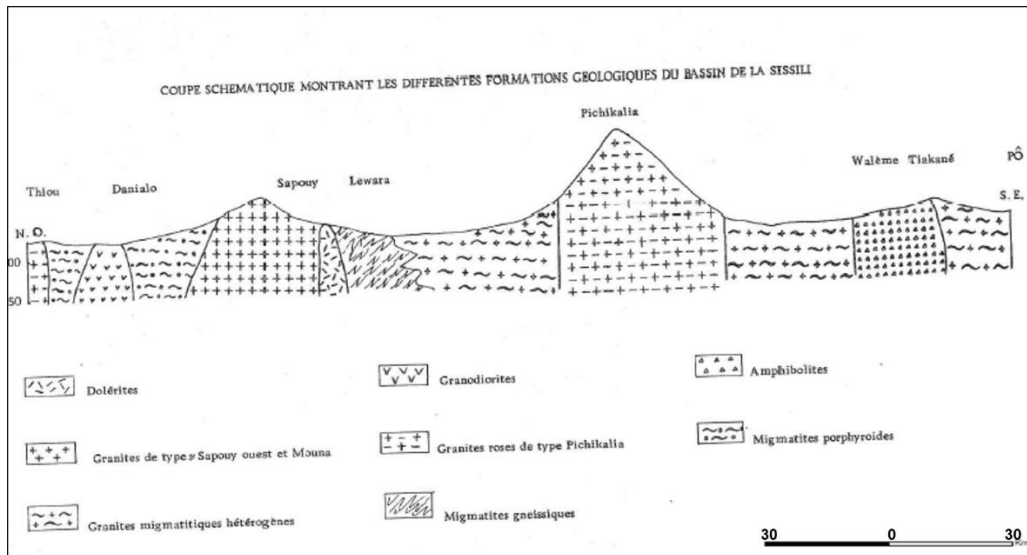 COUPE SCHEMATIQUE MONTRANT LES DIFFERENTES FORMATIONS GEOLOGIQUES DU BASSIN DE LA SISSILI
Pichikalia
Thiou Danialo Sapouy Lewara Walème Tiakané PÔ
N. O. S. E.
00
50
Dolérites
Granodiorites
Amphibolites
Granites de type Sapouy ouest et Mouna
Granites roses de type Pichikalia
Migmatites porphyroides
Granites migmatitiques hétérogènes
Migmatites gneissiques
30 0 30